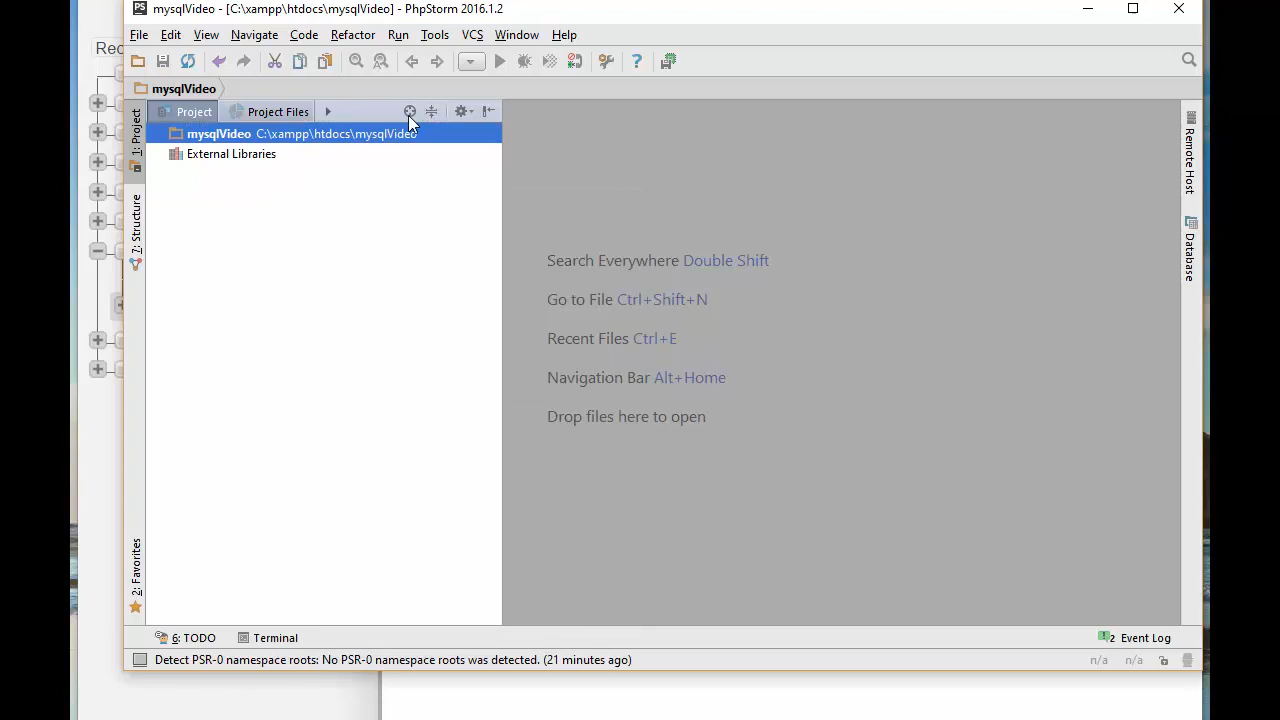 mysqlVideo - [C:\xampp\htdocs\mysqlVideo] - PhpStorm 2016.1.2
File Edit View Navigate Code Refactor Run Tools VCS Window Help
mysqlVideo
Project Project Files
mysqlVideo C:\xampp\htdocs\mysqlVideo
External Libraries
1: Project
7: Structure
2: Favorites
Search Everywhere Double Shift
Go to File Ctrl+Shift+N
Recent Files Ctrl+E
Navigation Bar Alt+Home
Drop files here to open
Remote Host
Database
6: TODO Terminal
2 Event Log
Detect PSR-0 namespace roots: No PSR-0 namespace roots was detected. (21 minutes ago)
n/a n/a